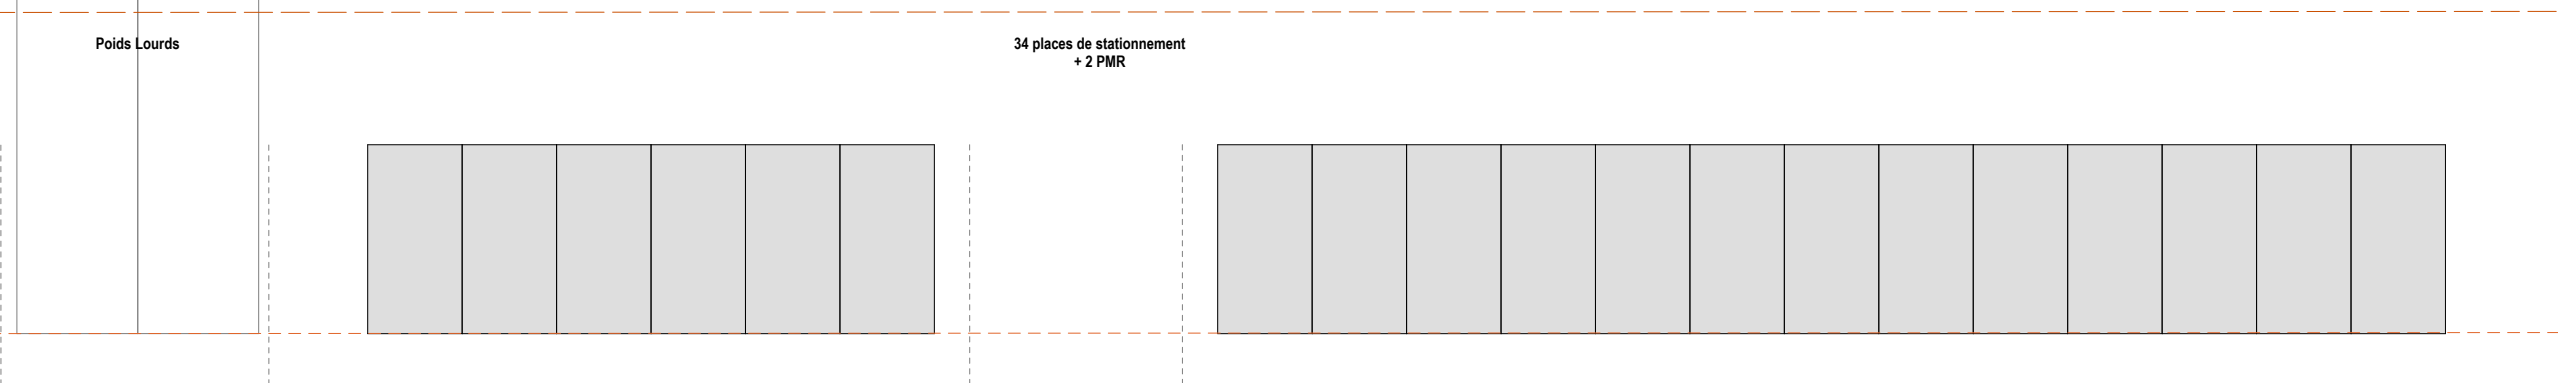 Poids Lourds
34 places de stationnement
+ 2 PMR